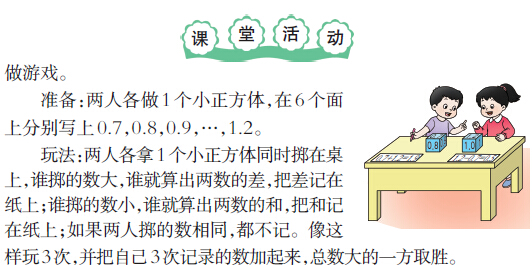 课堂活动
做游戏。
准备:两人各做1个小正方体,在6个面
上分别写上0.7,0.8,0.9,…,1.2。
玩法:两人各拿1个小正方体同时掷在桌
上,谁掷的数大,谁就算出两数的差,把差记在
纸上;谁掷的数小,谁就算出两数的和,把和记
在纸上;如果两人掷的数相同,都不记。像这
样玩3次,并把自己3次记录的数加起来,总数大的一方取胜。
0.8
1.0